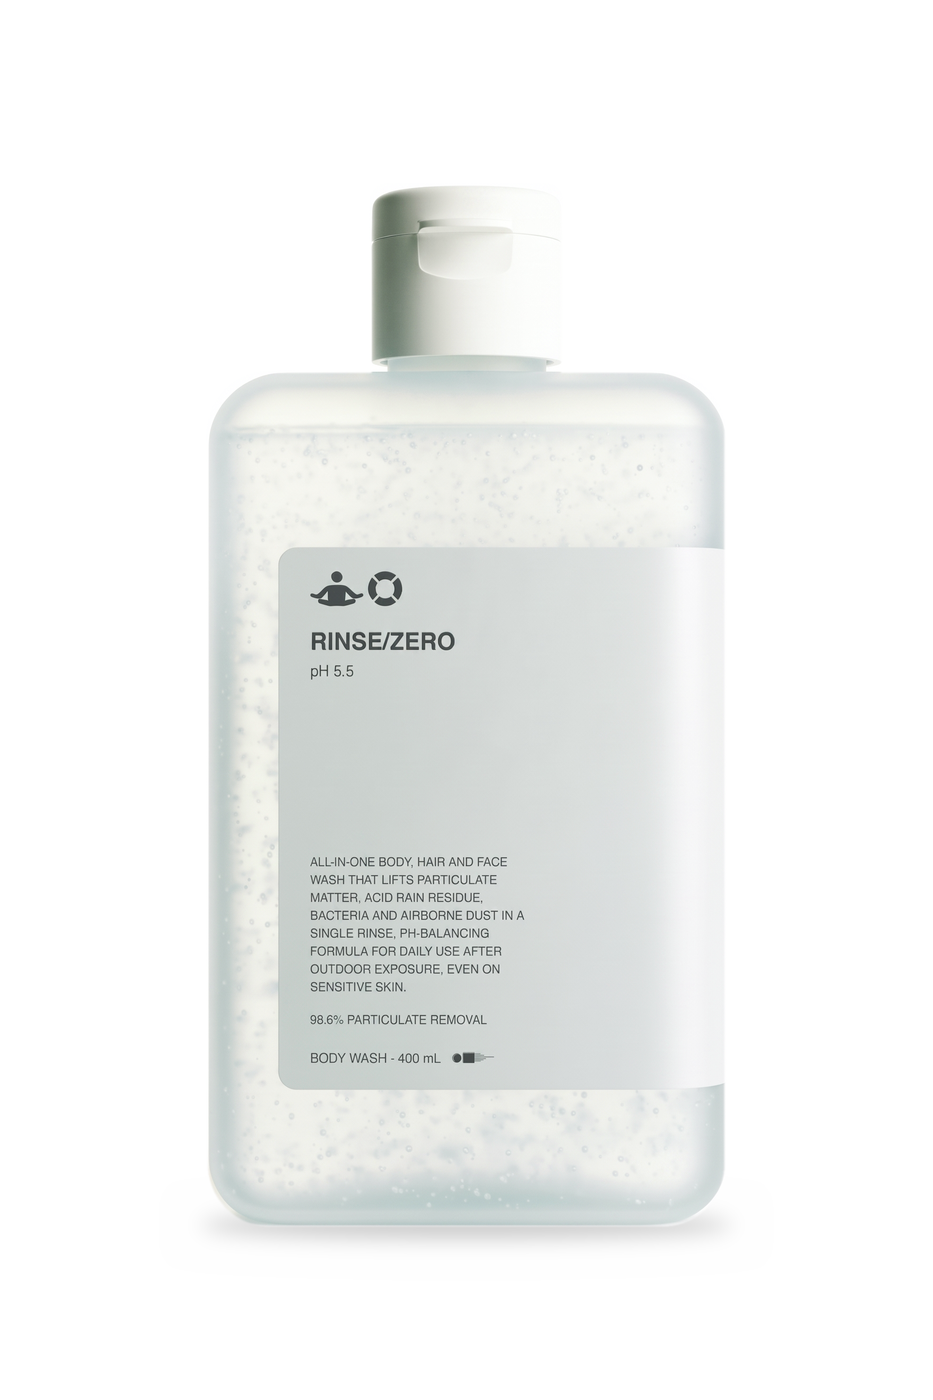 RINSE/ZERO
pH 5.5
ALL-IN-ONE BODY, HAIR AND FACE
WASH THAT LIFTS PARTICULATE
MATTER, ACID RAIN RESIDUE,
BACTERIA AND AIRBORNE DUST IN A
SINGLE RINSE, PH-BALANCING
FORMULA FOR DAILY USE AFTER
OUTDOOR EXPOSURE, EVEN ON
SENSITIVE SKIN.
98.6% PARTICULATE REMOVAL
BODY WASH - 400 mL